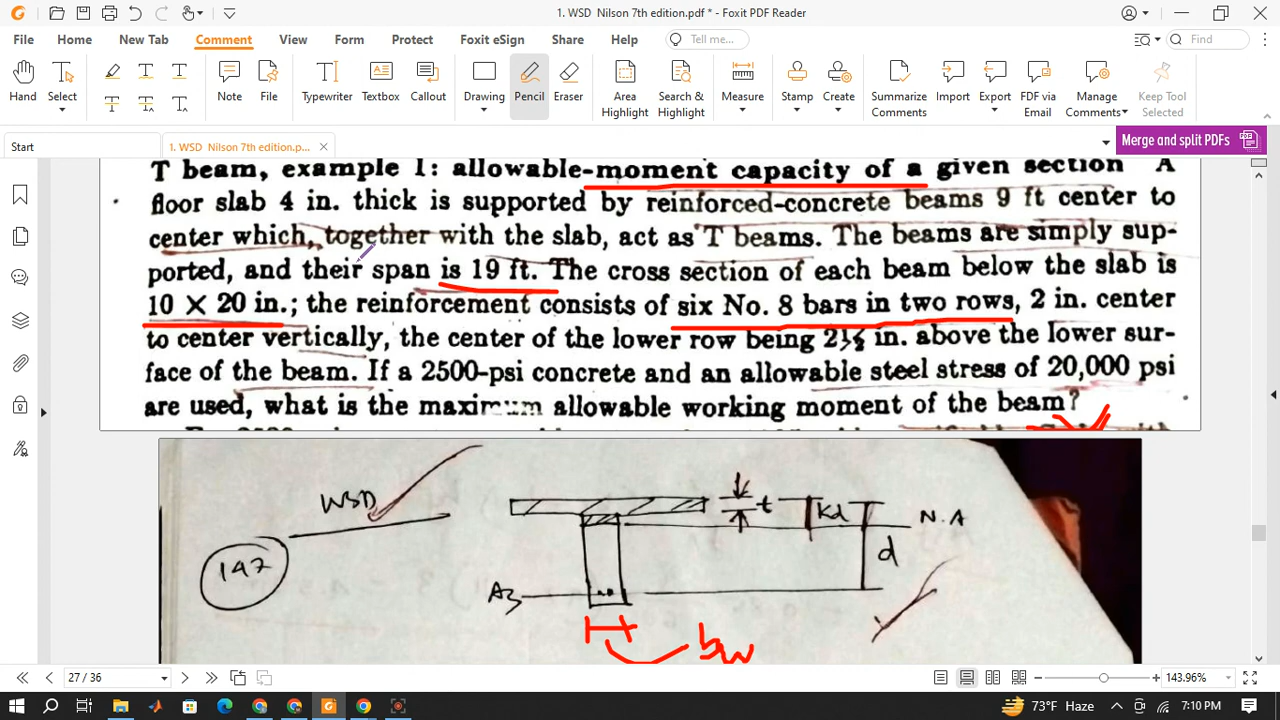 1. WSD Nilson 7th edition.pdf * - Foxit PDF Reader
File Home New Tab Comment View Form Protect Foxit eSign Share Help Tell me... Find
Hand Select Note File Typewriter Textbox Callout Drawing Pencil Eraser Area Highlight Search & Highlight Measure Stamp Create Summarize Comments Import Export PDF via Email Manage Comments Keep Tool Selected
Start 1. WSD Nilson 7th edition.p... Merge and split PDFs
T beam, example 1: allowable-moment capacity of a given section A
floor slab 4 in. thick is supported by reinforced-concrete beams 9 ft center to
center which, together with the slab, act as T beams. The beams are simply sup-
ported, and their span is 19 ft. The cross section of each beam below the slab is
10 × 20 in.; the reinforcement consists of six No. 8 bars in two rows, 2 in. center
to center vertically, the center of the lower row being in. above the lower sur-
face of the beam. If a 2500-psi concrete and an allowable steel stress of 20,000 psi
are used, what is the maximum allowable working moment of the beam?
WSD t Kd N.A
147 d
As
bw
27 / 36 143.96%
73°F Haze 7:10 PM